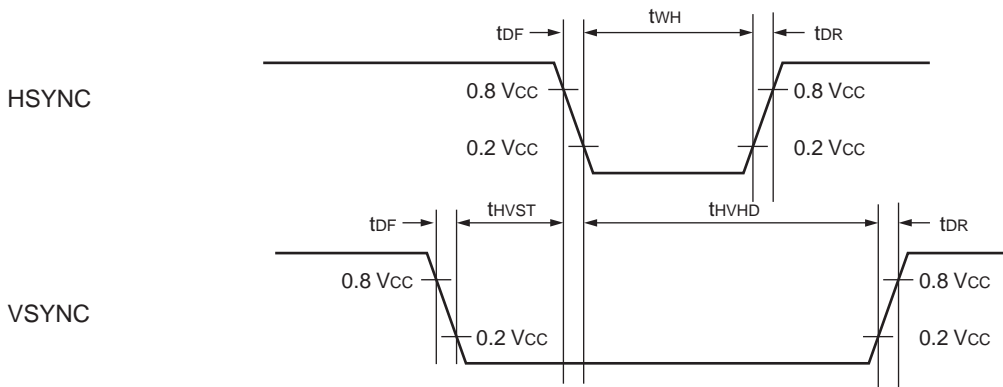 tDF tWH tDR
HSYNC
0.8 VCC 0.8 VCC
0.2 VCC 0.2 VCC
tDF tHVST tHVHD tDR
VSYNC
0.8 VCC 0.8 VCC
0.2 VCC 0.2 VCC